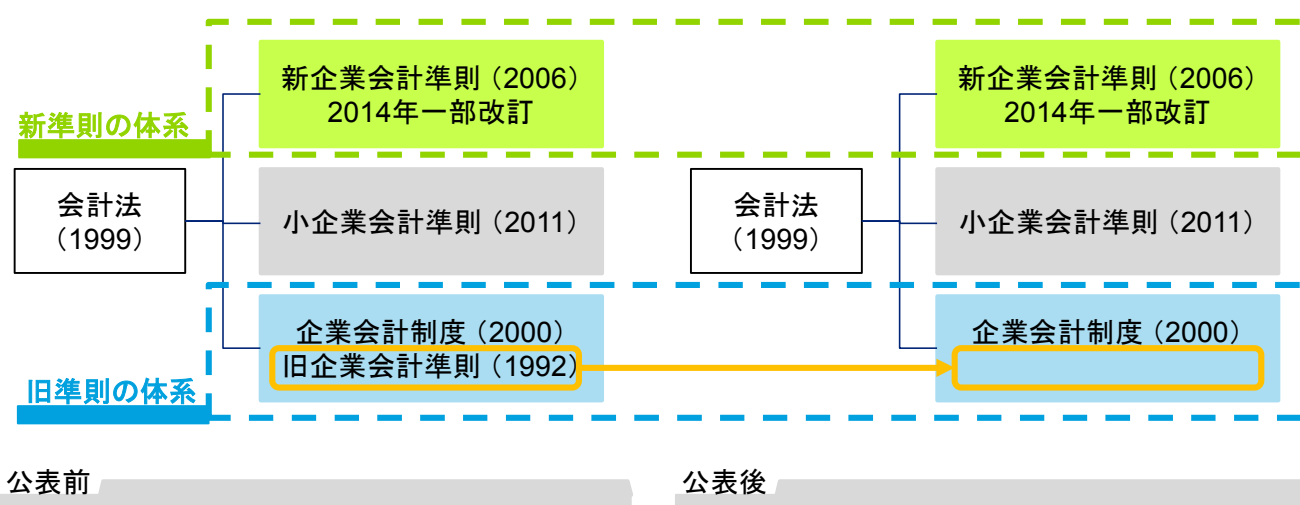 新企業会計準則（2006）
2014年一部改訂
新企業会計準則（2006）
2014年一部改訂
新準則の体系
会計法
（1999）
小企業会計準則（2011）
会計法
（1999）
小企業会計準則（2011）
企業会計制度（2000）
旧企業会計準則（1992）
企業会計制度（2000）
旧準則の体系
公表前
公表後